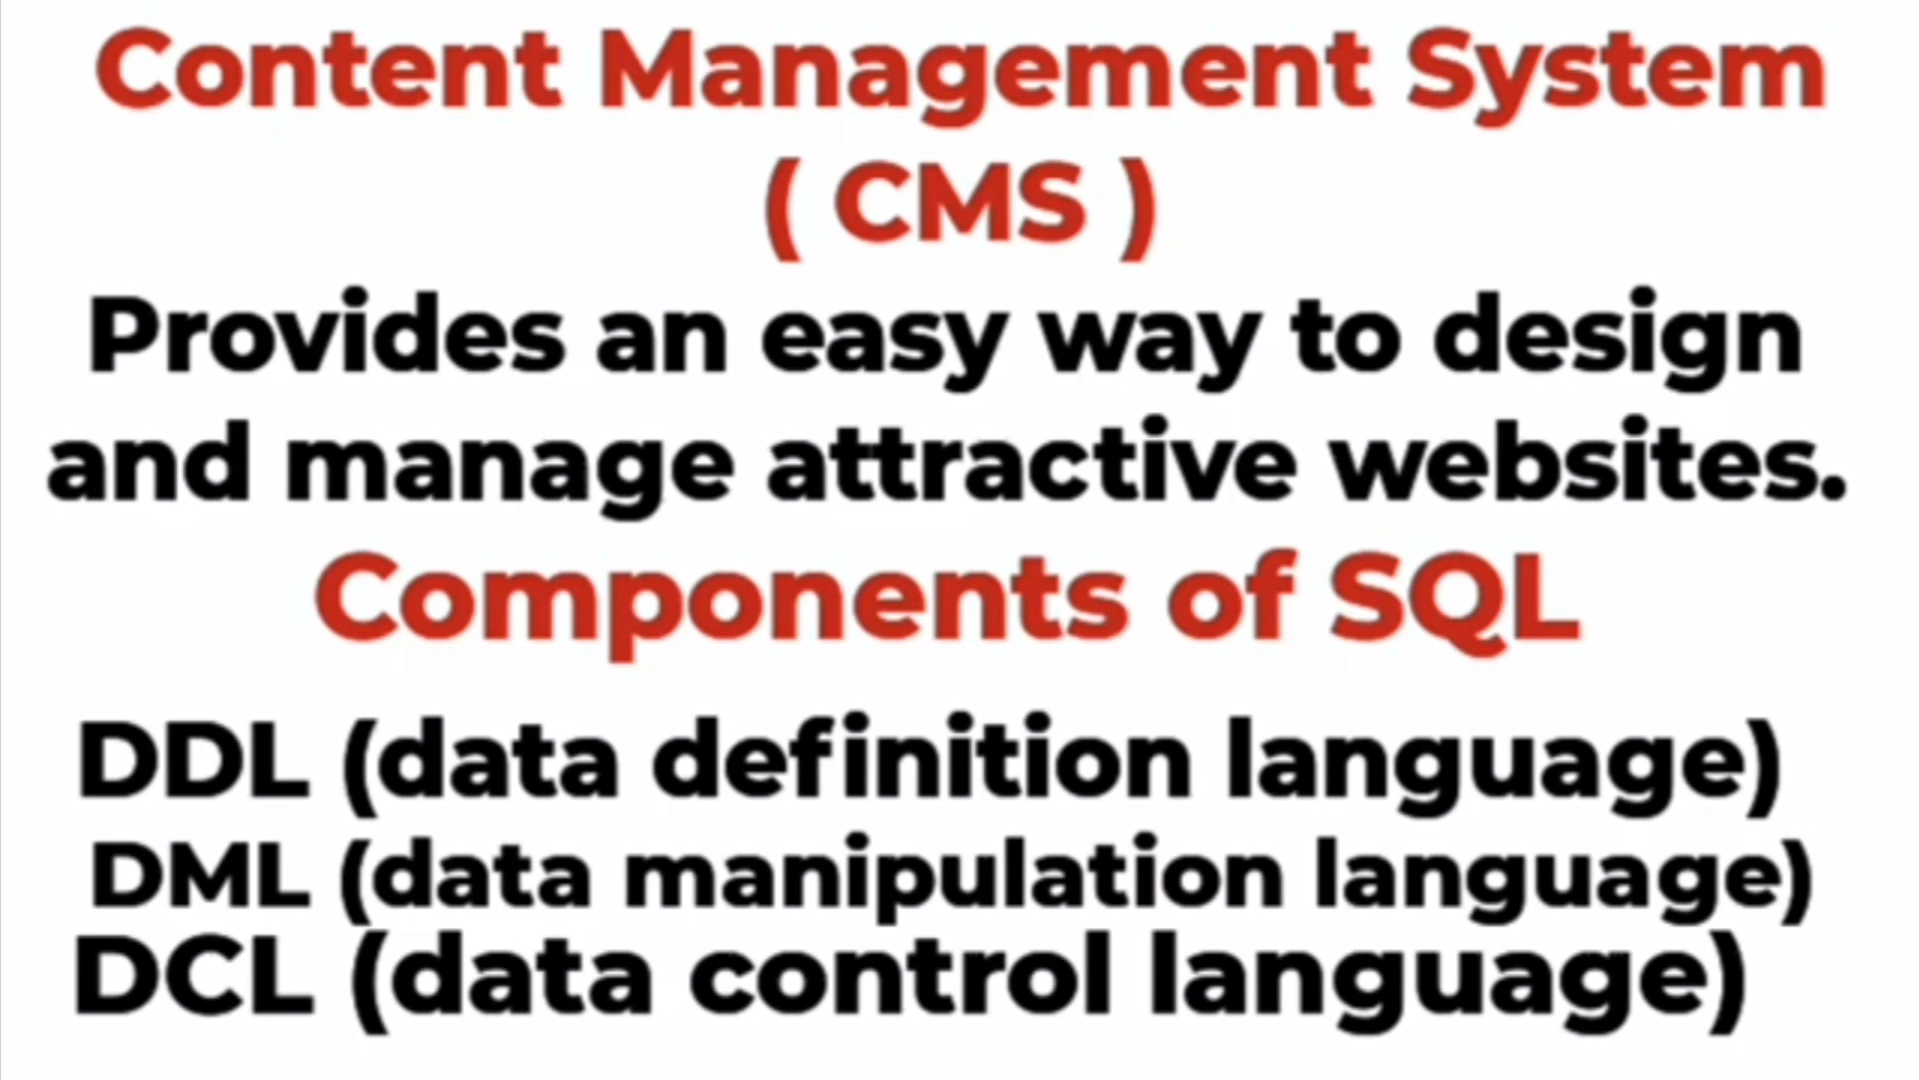 Content Management System
( CMS )
Provides an easy way to design
and manage attractive websites.
Components of SQL
DDL (data definition language)
DML (data manipulation language)
DCL (data control language)